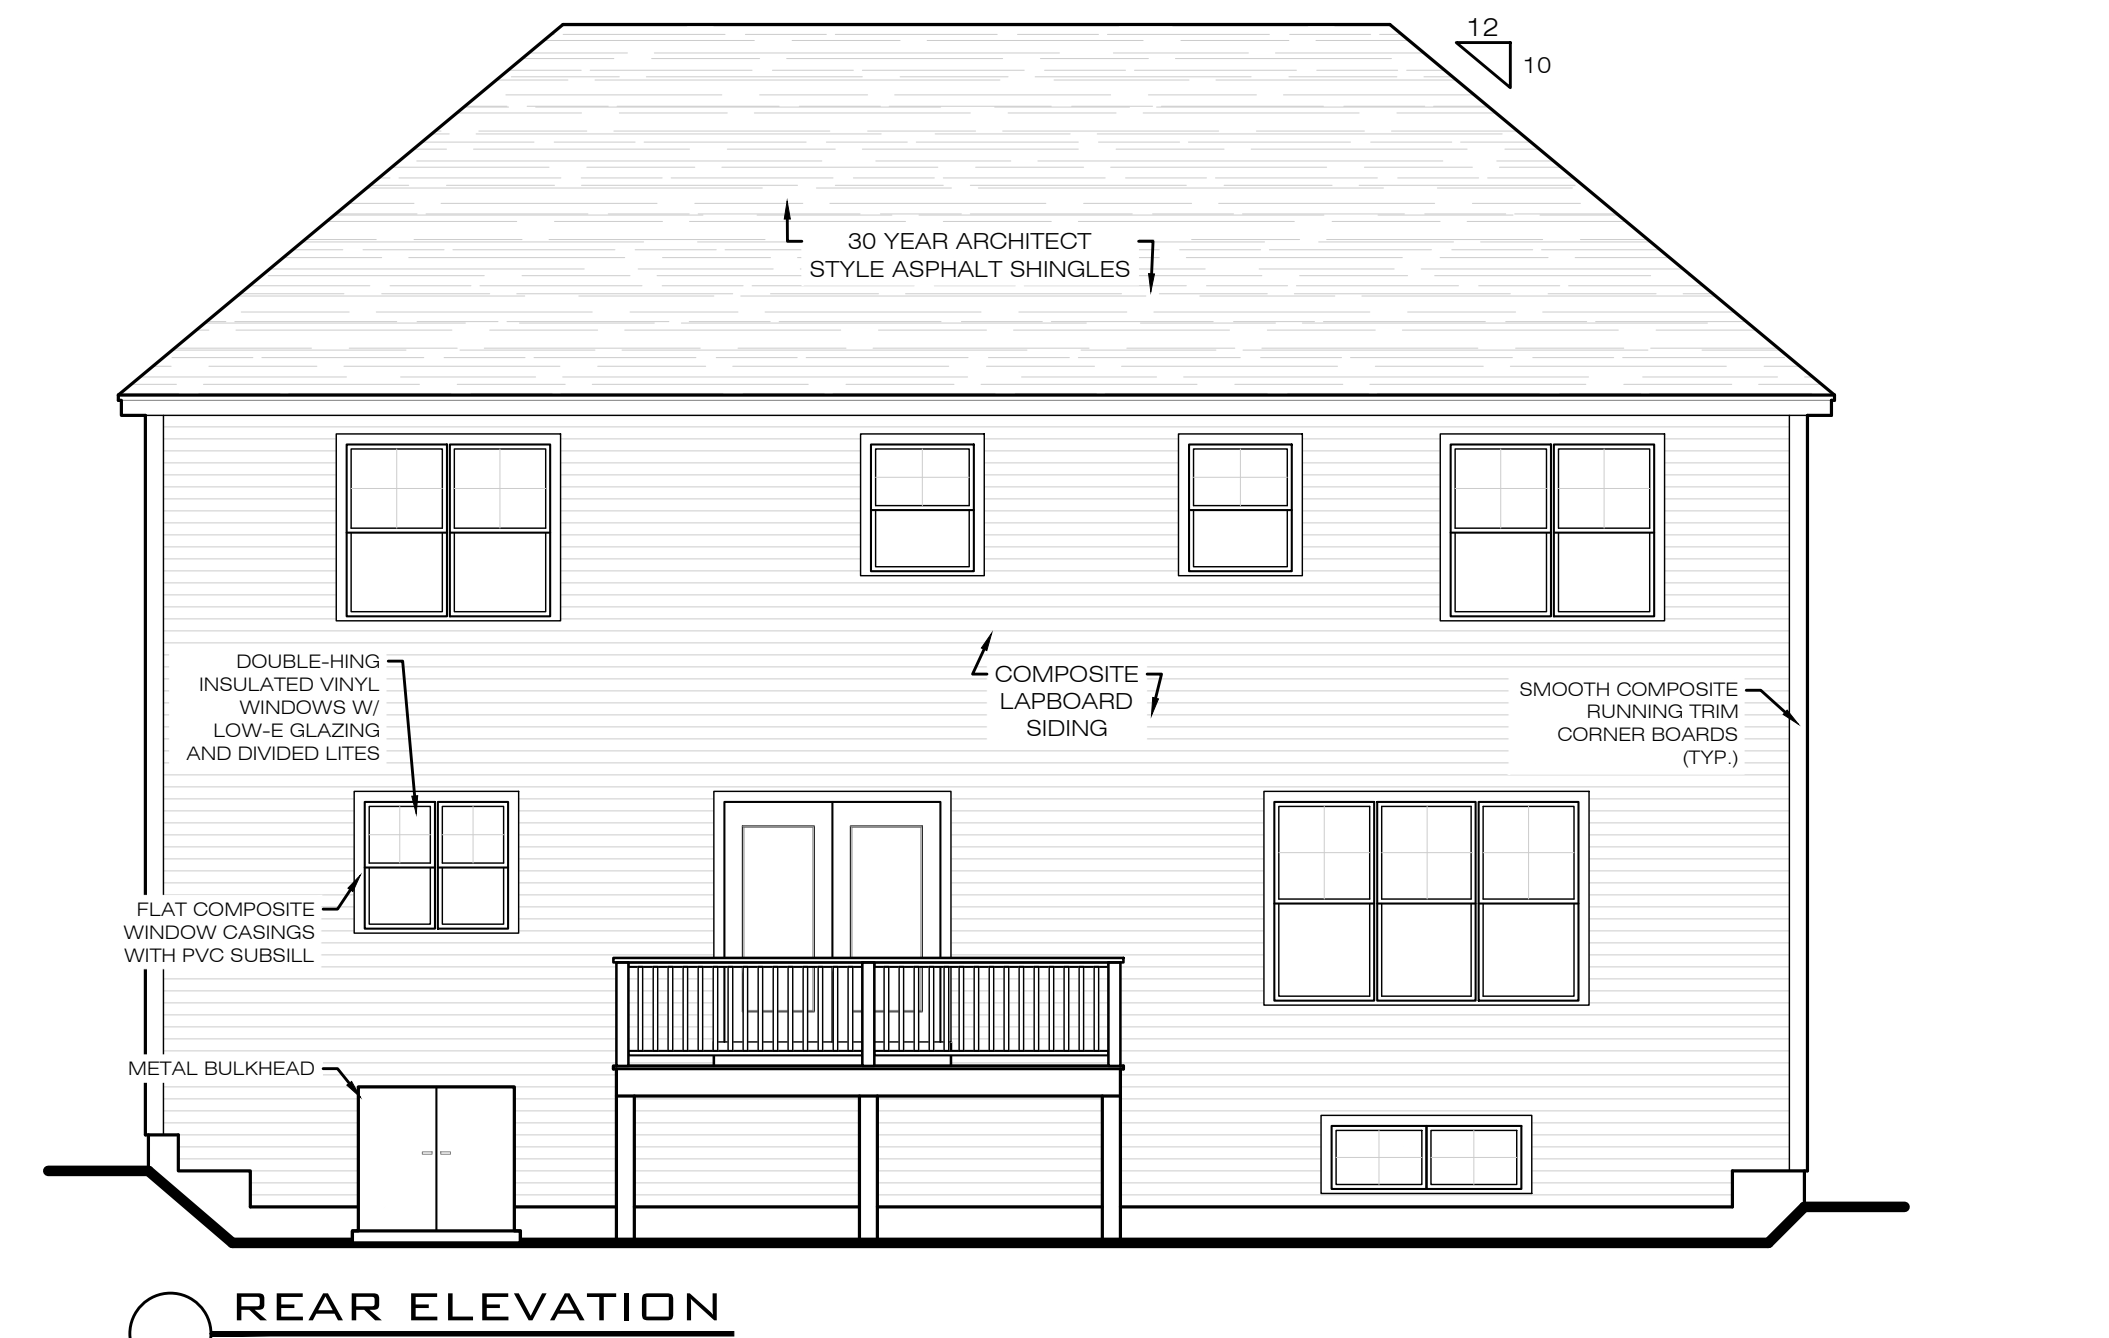 12
10
30 YEAR ARCHITECT
STYLE ASPHALT SHINGLES
DOUBLE-HING
INSULATED VINYL
WINDOWS W/
LOW-E GLAZING
AND DIVIDED LITES
COMPOSITE
LAPBOARD
SIDING
SMOOTH COMPOSITE
RUNNING TRIM
CORNER BOARDS
(TYP.)
FLAT COMPOSITE
WINDOW CASINGS
WITH PVC SUBSILL
METAL BULKHEAD
REAR ELEVATION